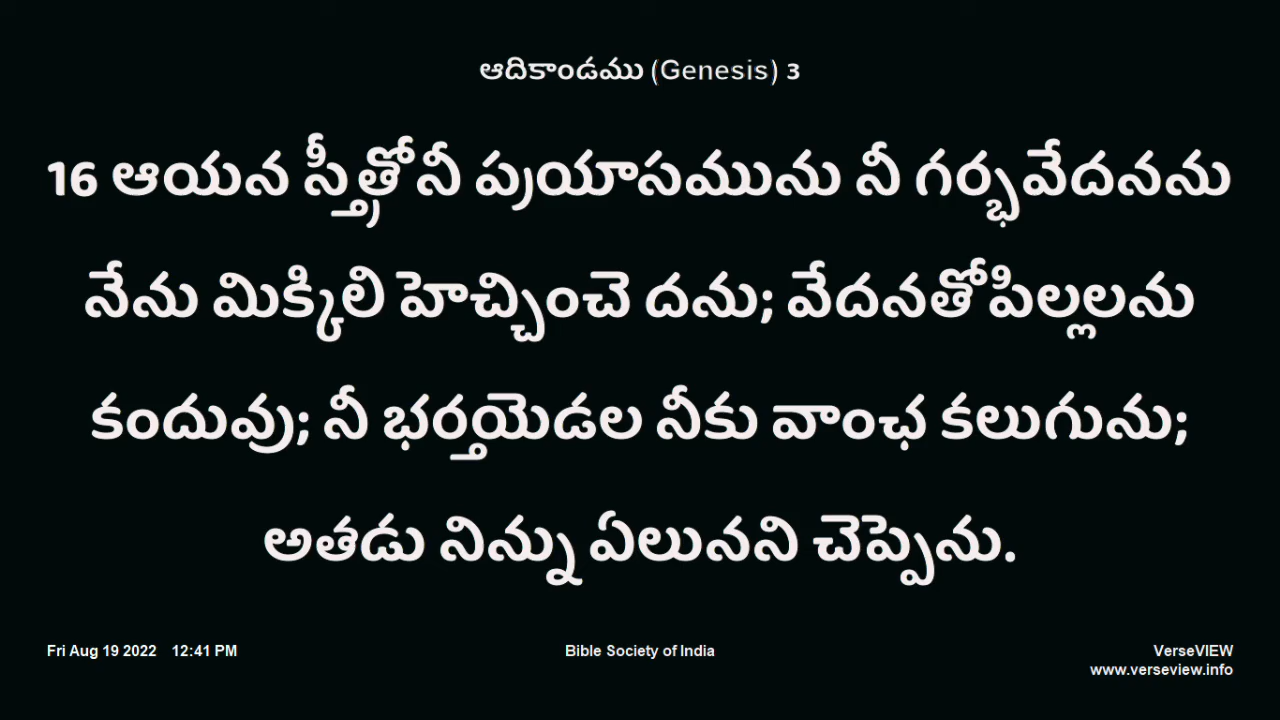 ఆదికాండము (Genesis) 3
16 ఆయన స్త్రీతో నీ ప్రయాసమును నీ గర్భవేదనను
నేను మిక్కిలి హెచ్చించె దను; వేదనతోపిల్లలను
కందువు; నీ భర్తయెడల నీకు వాంఛ కలుగును;
అతడు నిన్ను ఏలునని చెప్పెను.
Fri Aug 19 2022 12:41 PM
Bible Society of India
VerseVIEW
www.verseview.info